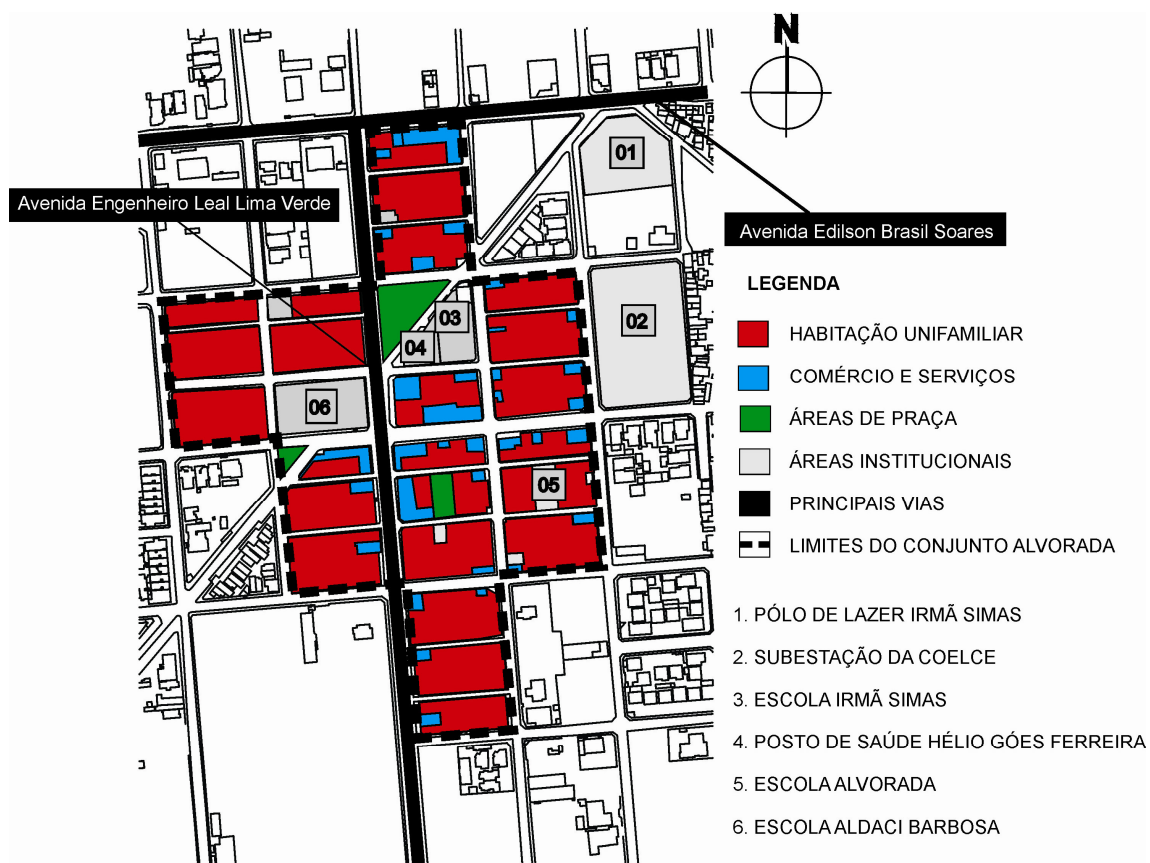 N
01
Avenida Engenheiro Leal Lima Verde
Avenida Edilson Brasil Soares
03
02
04
06
05
LEGENDA
HABITAÇÃO UNIFAMILIAR
COMÉRCIO E SERVIÇOS
ÁREAS DE PRAÇA
ÁREAS INSTITUCIONAIS
PRINCIPAIS VIAS
LIMITES DO CONJUNTO ALVORADA
1. PÓLO DE LAZER IRMÃ SIMAS
2. SUBESTAÇÃO DA COELCE
3. ESCOLA IRMÃ SIMAS
4. POSTO DE SAÚDE HÉLIO GÓES FERREIRA
5. ESCOLA ALVORADA
6. ESCOLA ALDACI BARBOSA